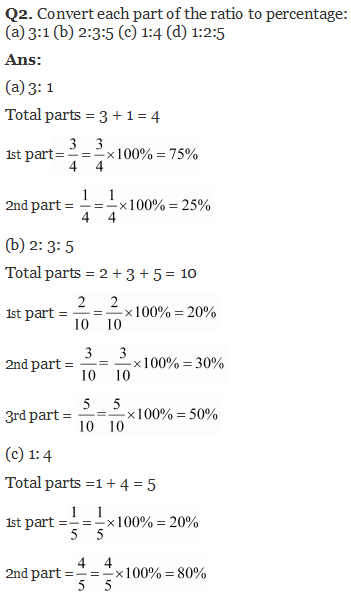 Q2. Convert each part of the ratio to percentage:
(a) 3:1 (b) 2:3:5 (c) 1:4 (d) 1:2:5
Ans:
(a) 3: 1
Total parts = 3 + 1 = 4
1st part= 3/4 = 3/4 ×100% = 75%
2nd part = 1/4 = 1/4 ×100% = 25%
(b) 2: 3: 5
Total parts = 2 + 3 + 5 = 10
1st part = 2/10 = 2/10 ×100% = 20%
2nd part = 3/10 = 3/10 ×100% = 30%
3rd part = 5/10 = 5/10 ×100% = 50%
(c) 1: 4
Total parts =1 + 4 = 5
1st part = 1/5 = 1/5 ×100% = 20%
2nd part = 4/5 = 4/5 ×100% = 80%